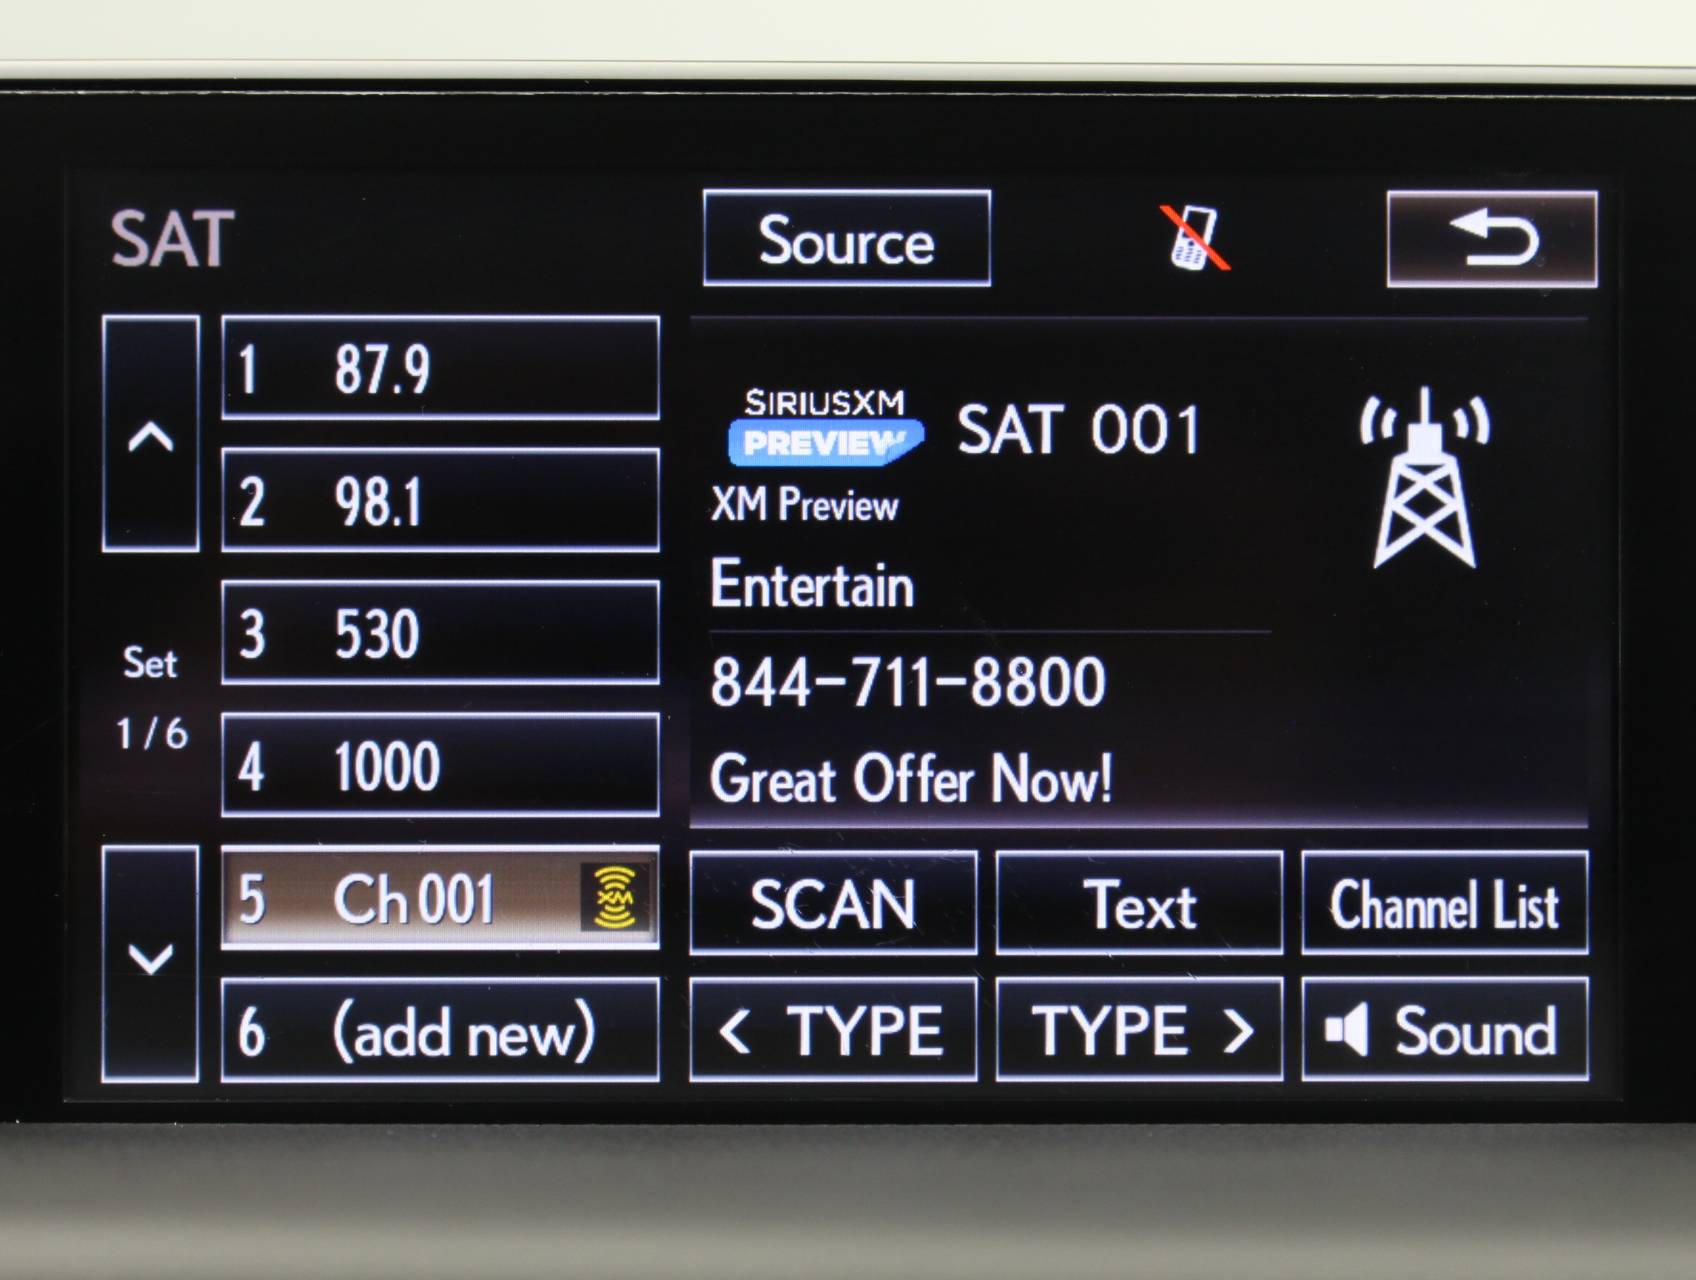 SAT
Source
1 87.9
2 98.1
3 530
4 1000
5 Ch 001 XM
6 (add new)
Set
1/6
SIRIUSXM
PREVIEW
SAT 001
XM Preview
Entertain
844-711-8800
Great Offer Now!
SCAN
Text
Channel List
< TYPE
TYPE >
Sound